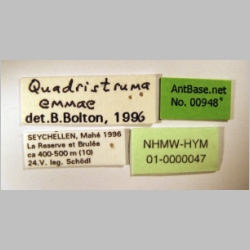 Quadristruma
emmae
det.B.Bolton, 1996
AntBase.net
No. 00948
SEYCHELLEN, Mahé 1996
La Reserve et Brulée
ca 400-500 m (10)
24.V. leg. Schödl
NHMW-HYM
01-0000047